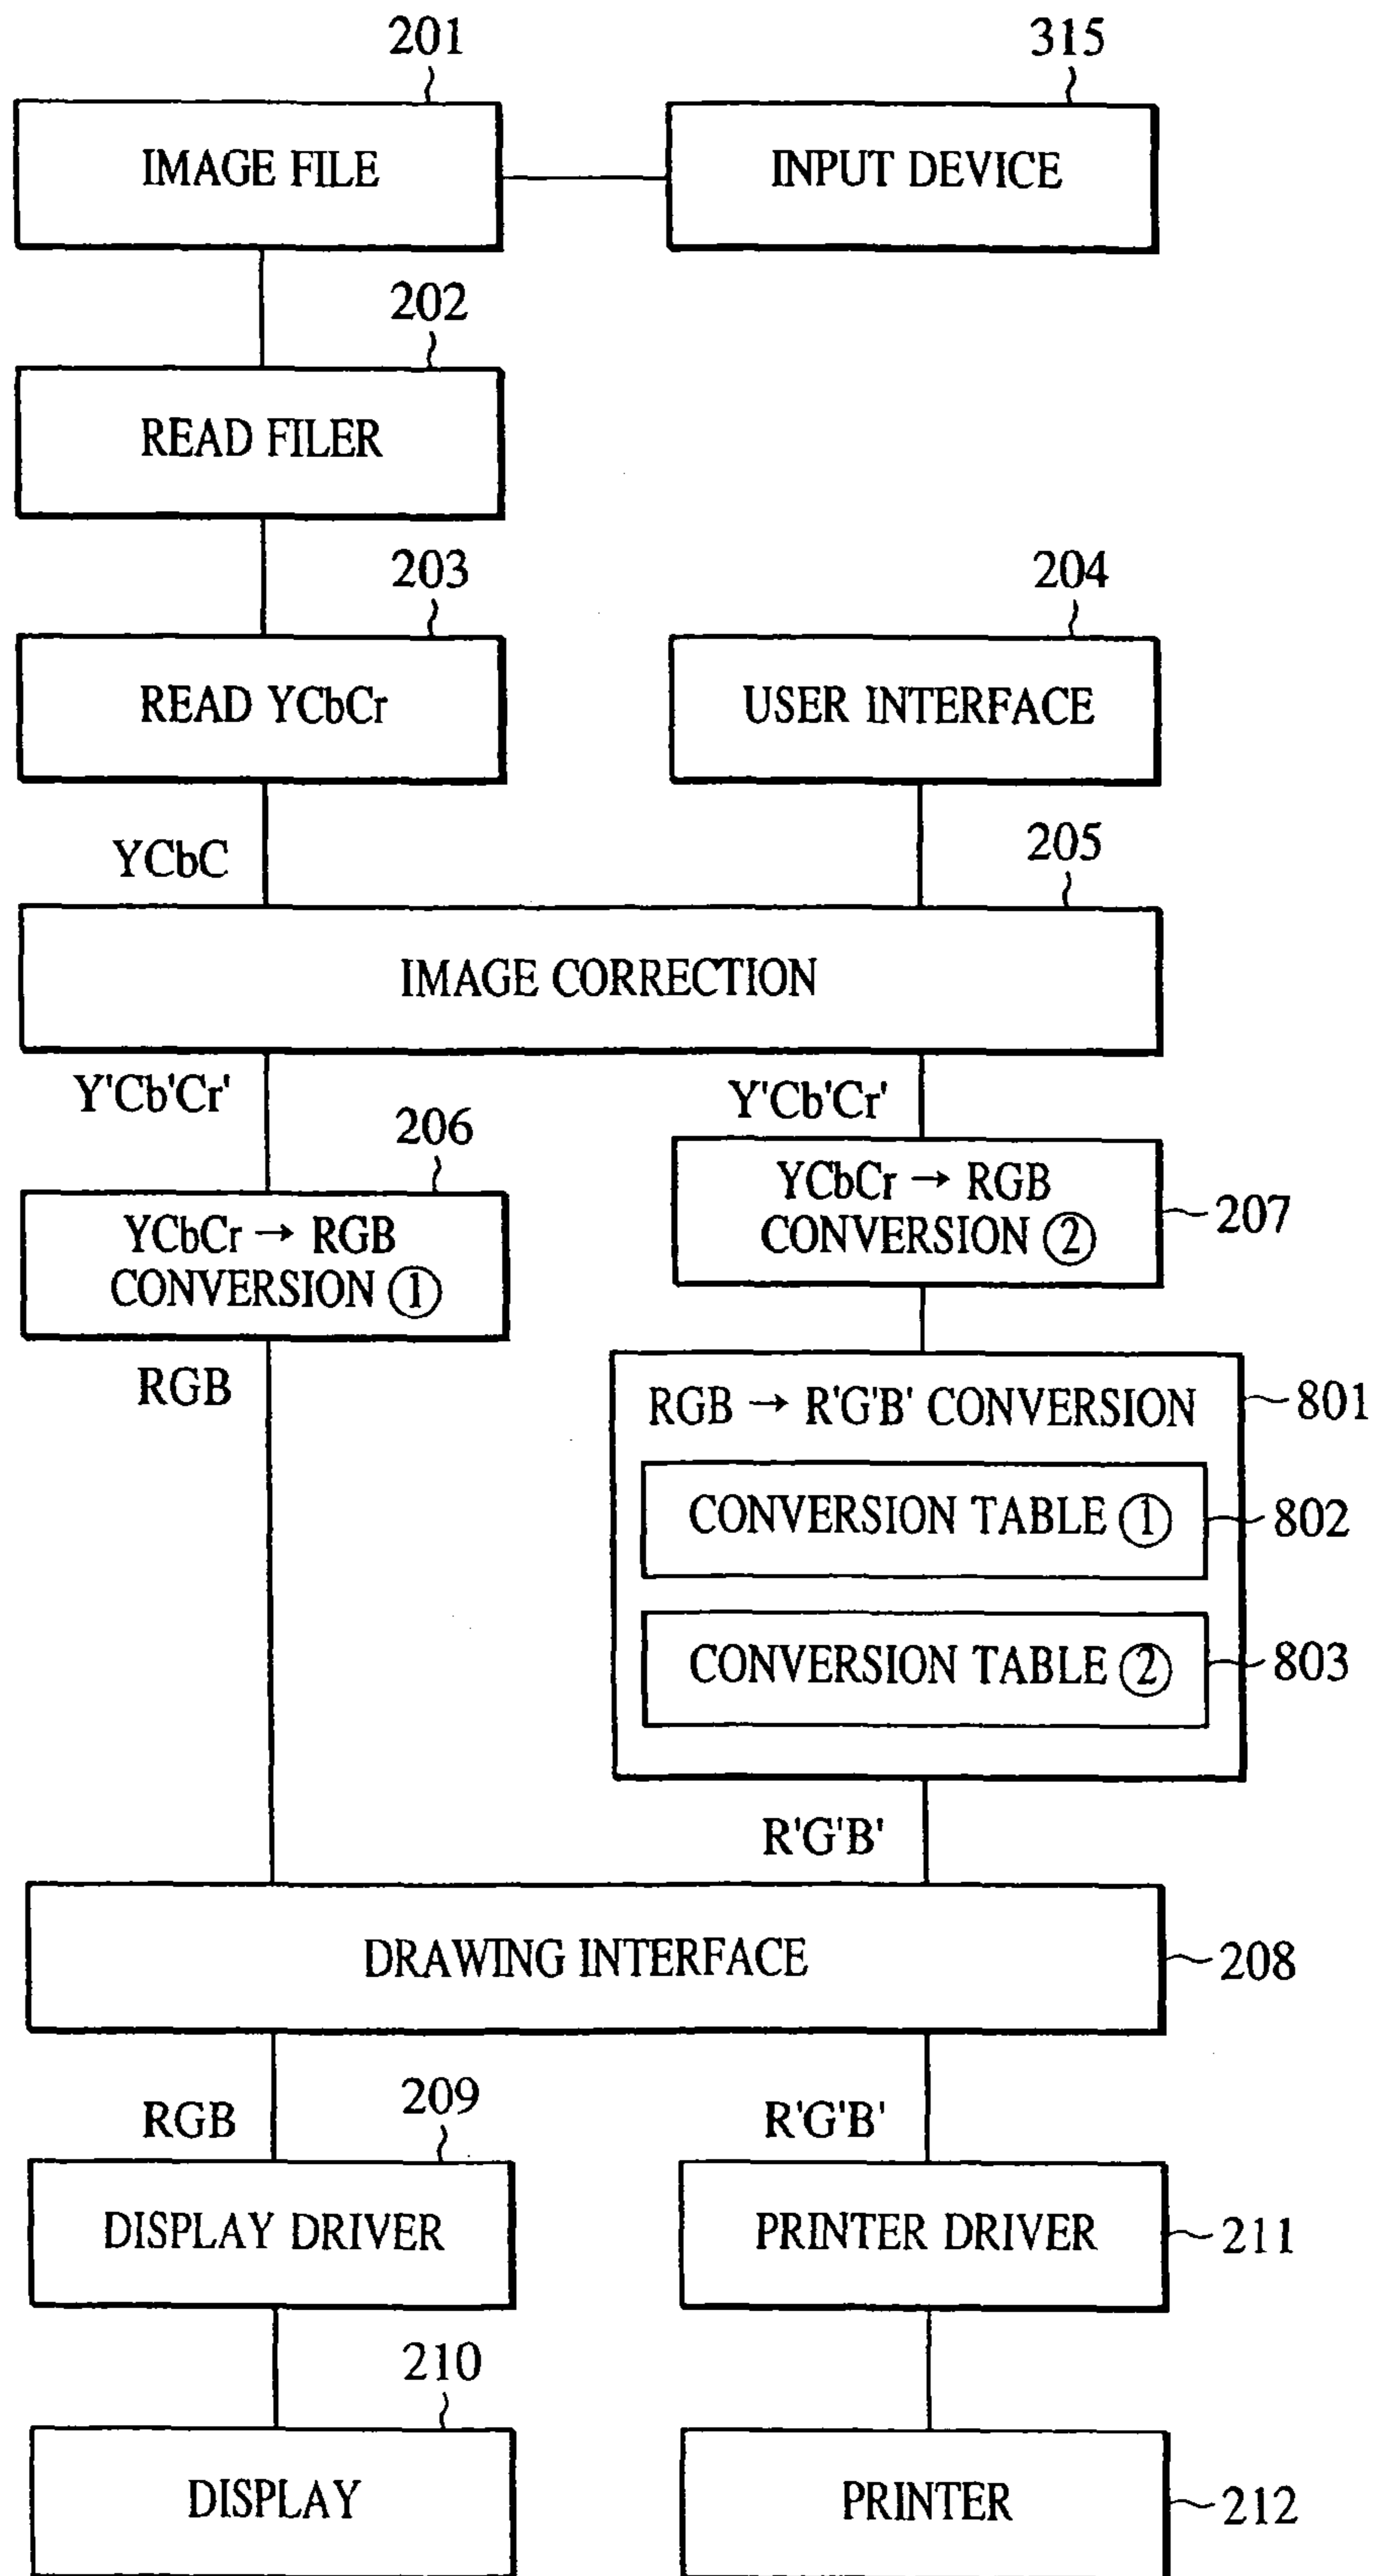 201
315
IMAGE FILE
INPUT DEVICE
202
READ FILER
203
204
READ YCbCr
USER INTERFACE
YCbC
205
IMAGE CORRECTION
Y'Cb'Cr'
Y'Cb'Cr'
206
YCbCr → RGB
CONVERSION ①
YCbCr → RGB
CONVERSION ②
207
RGB
RGB → R'G'B' CONVERSION
801
CONVERSION TABLE ①
802
CONVERSION TABLE ②
803
R'G'B'
DRAWING INTERFACE
208
RGB
209
R'G'B'
DISPLAY DRIVER
PRINTER DRIVER
211
210
DISPLAY
PRINTER
212